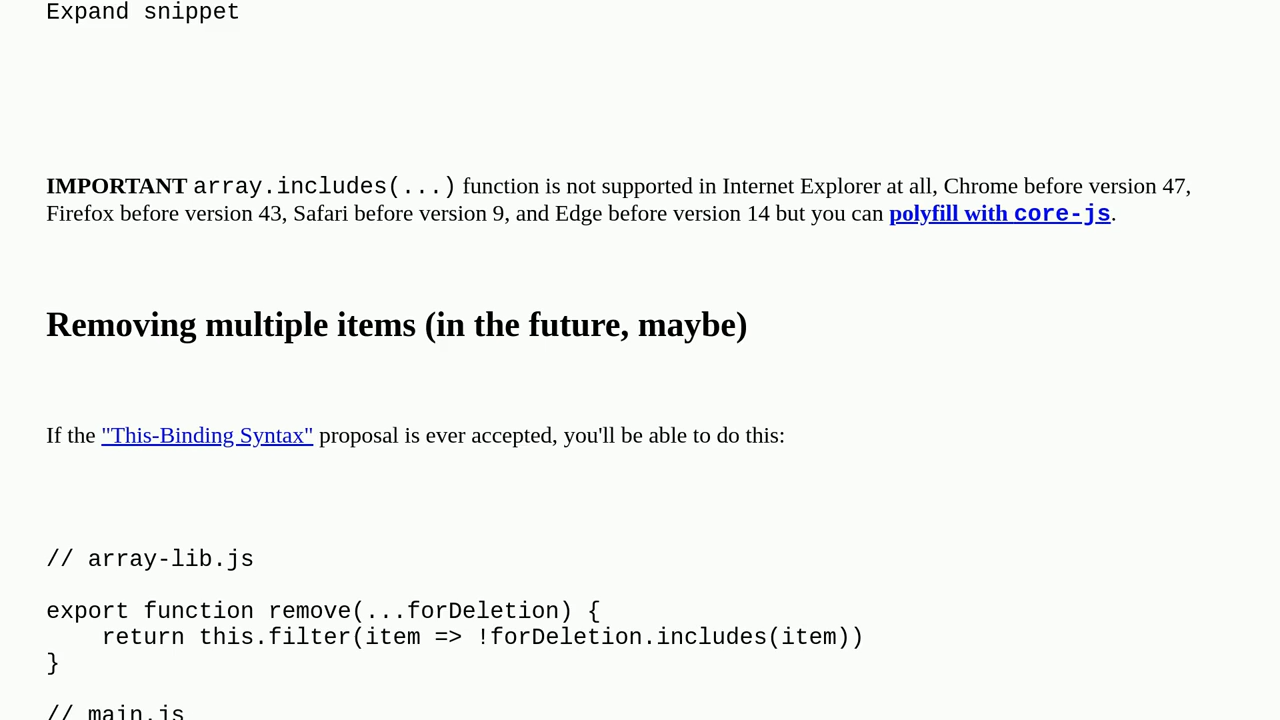 Expand snippet
IMPORTANT array.includes(...) function is not supported in Internet Explorer at all, Chrome before version 47,
Firefox before version 43, Safari before version 9, and Edge before version 14 but you can polyfill with core-js.
Removing multiple items (in the future, maybe)
If the "This-Binding Syntax" proposal is ever accepted, you'll be able to do this:
// array-lib.js
export function remove(...forDeletion) {
    return this.filter(item => !forDeletion.includes(item))
}
// main.js